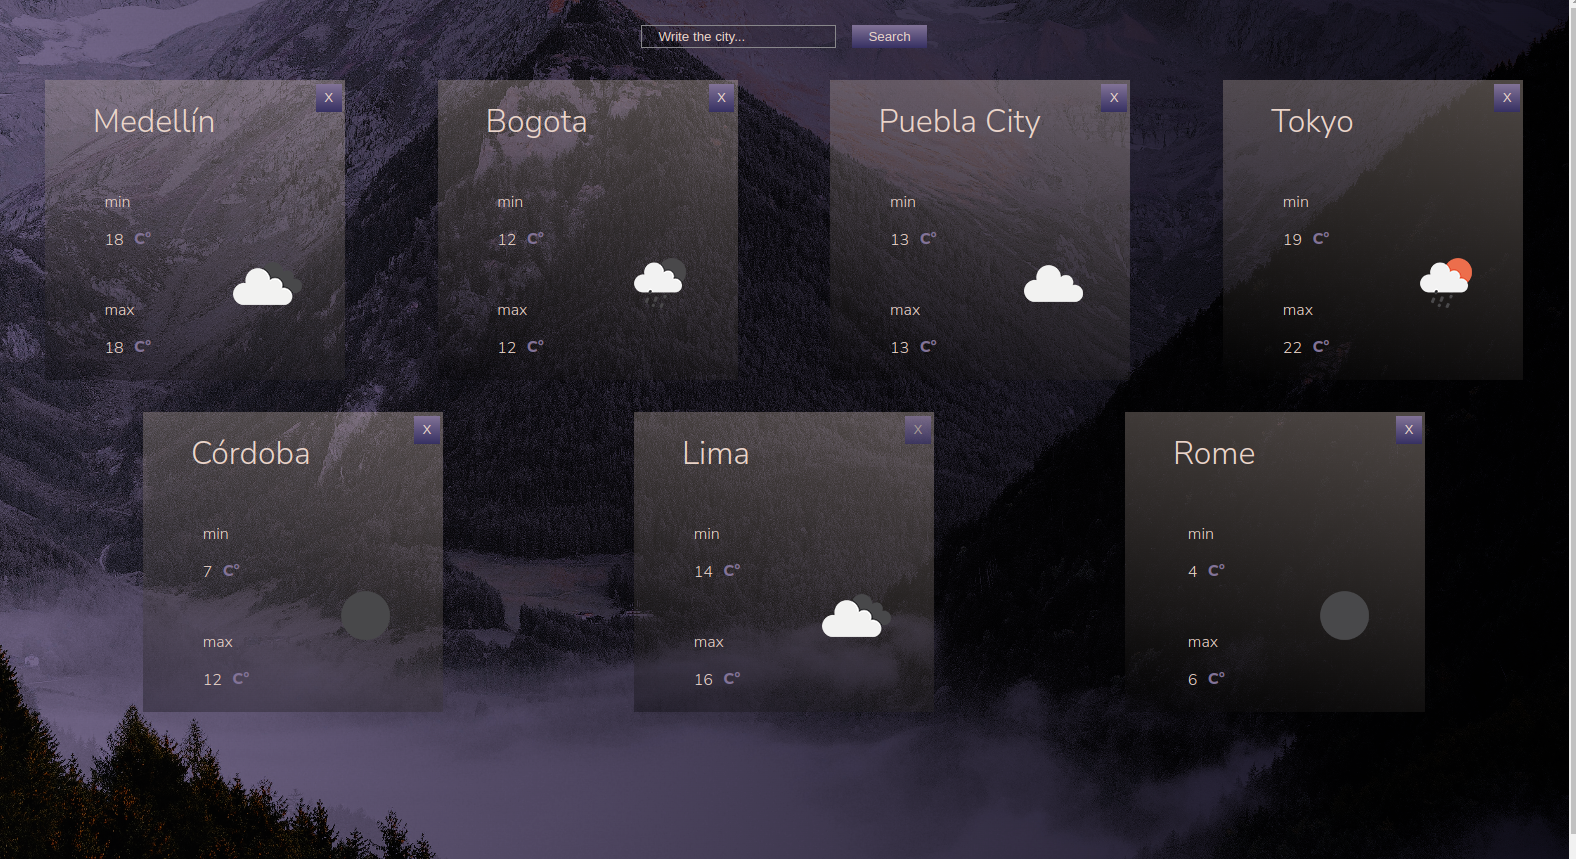 Write the city...
Search
Medellín
X
min
18 C°
max
18 C°
Bogota
X
min
12 C°
max
12 C°
Puebla City
X
min
13 C°
max
13 C°
Tokyo
X
min
19 C°
max
22 C°
Córdoba
X
min
7 C°
max
12 C°
Lima
X
min
14 C°
max
16 C°
Rome
X
min
4 C°
max
6 C°